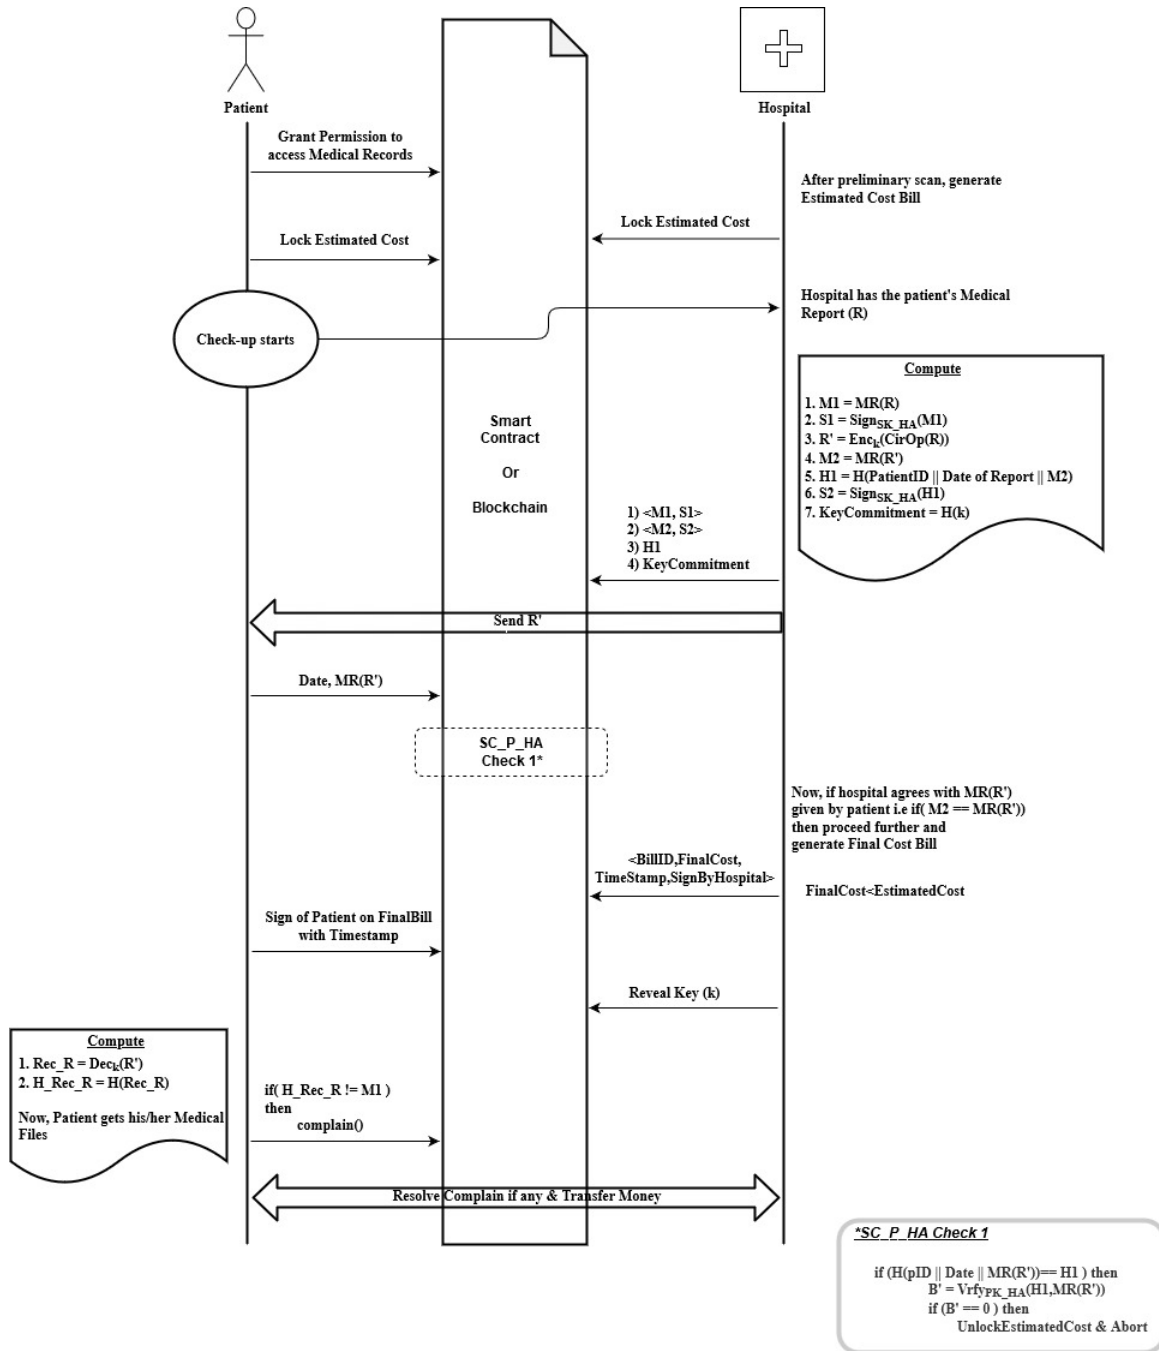 Patient
Hospital
Grant Permission to
access Medical Records
After preliminary scan, generate
Estimated Cost Bill
Lock Estimated Cost
Lock Estimated Cost
Hospital has the patient's Medical
Report (R)
Check-up starts
Compute
1. M1 = MR(R)
2. S1 = Sign_SK_HA(M1)
3. R' = Enc_k(CirOp(R))
4. M2 = MR(R')
5. H1 = H(PatientID || Date of Report || M2)
6. S2 = Sign_SK_HA(H1)
7. KeyCommitment = H(k)
Smart
Contract
Or
Blockchain
1) <M1, S1>
2) <M2, S2>
3) H1
4) KeyCommitment
Send R'
Date, MR(R')
SC_P_HA
Check 1*
Now, if hospital agrees with MR(R')
given by patient i.e if( M2 == MR(R'))
then proceed further and
generate Final Cost Bill
<BillID,FinalCost,
TimeStamp,SignByHospital>
FinalCost<EstimatedCost
Sign of Patient on FinalBill
with Timestamp
Reveal Key (k)
Compute
1. Rec_R = Dec_k(R')
2. H_Rec_R = H(Rec_R)
Now, Patient gets his/her Medical
Files
if( H_Rec_R != M1 )
then
complain()
Resolve Complain if any & Transfer Money
*SC_P_HA Check 1
if (H(pID || Date || MR(R'))== H1 ) then
B' = Vrfy_PK_HA(H1,MR(R'))
if (B' == 0 ) then
UnlockEstimatedCost & Abort